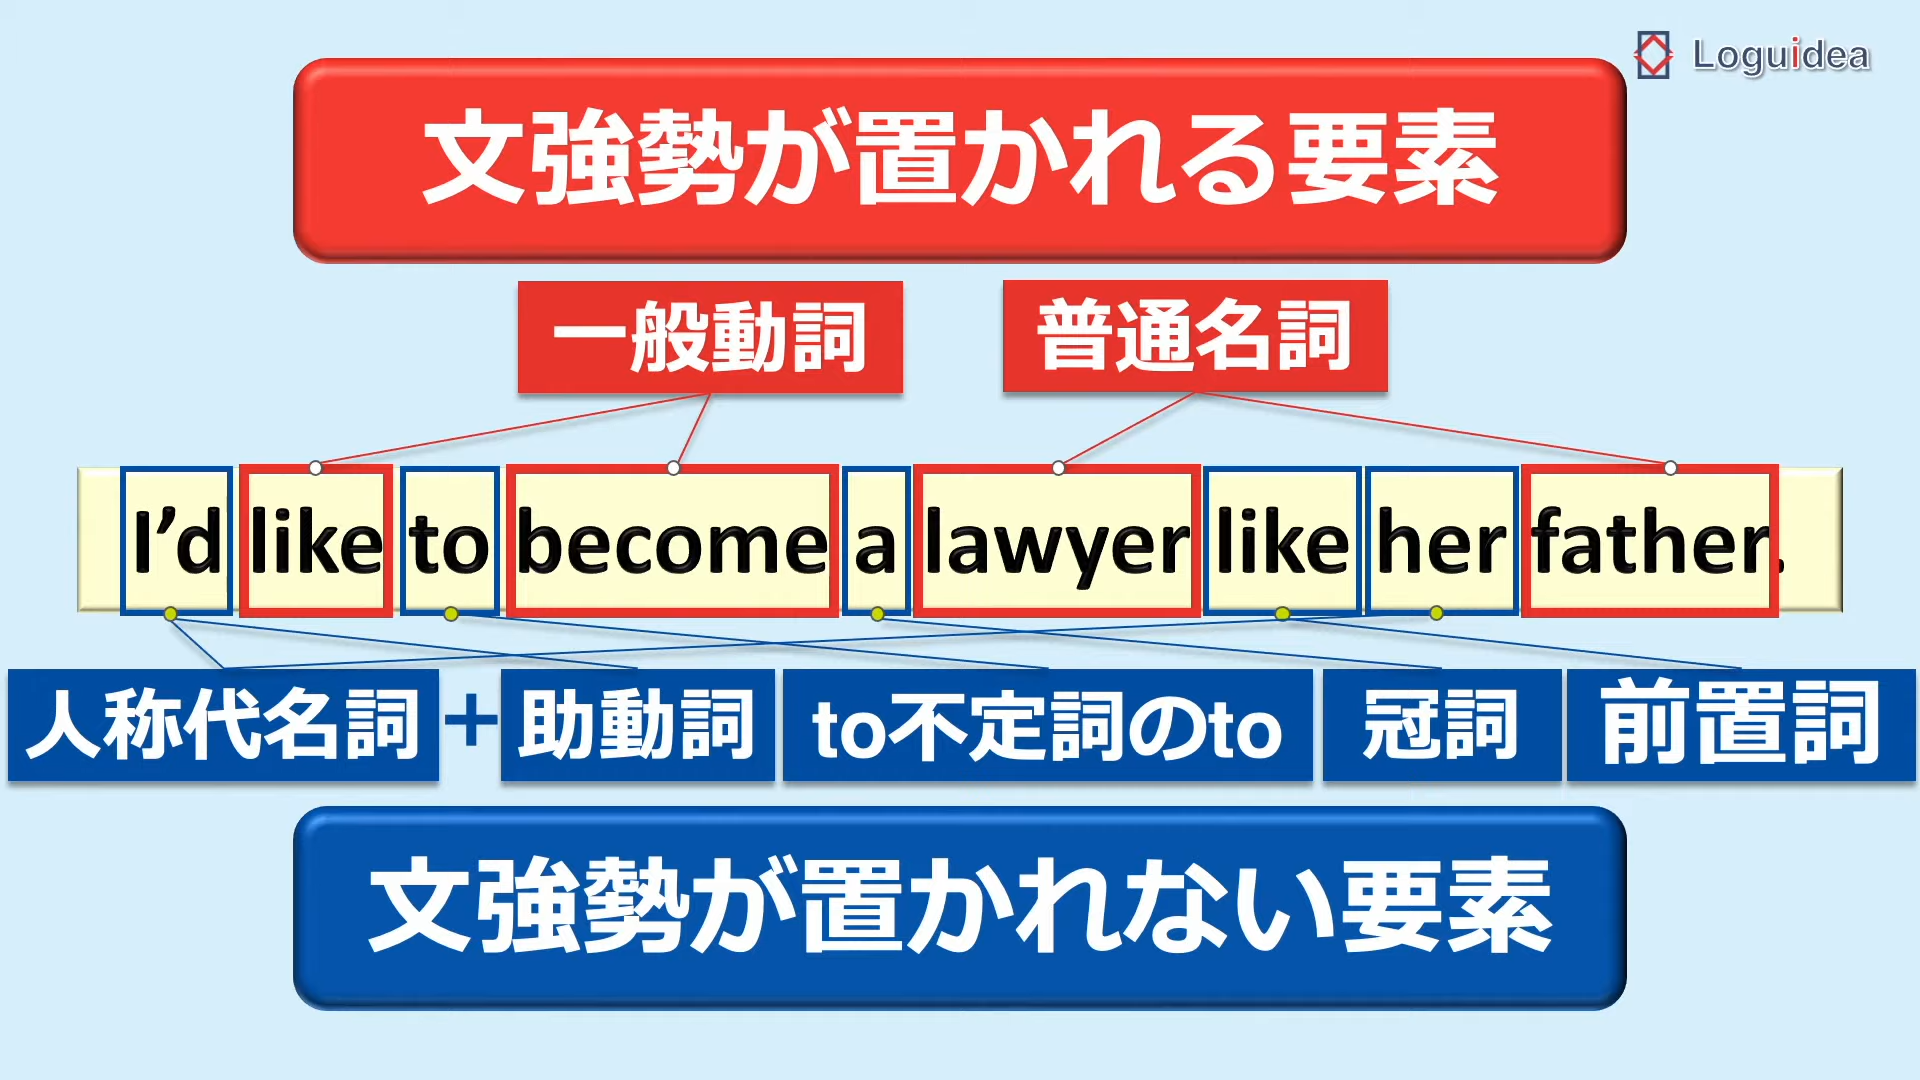 Loguidea
文強勢が置かれる要素
一般動詞 普通名詞
I’d like to become a lawyer like her father.
人称代名詞+助動詞 to不定詞のto 冠詞 前置詞
文強勢が置かれない要素